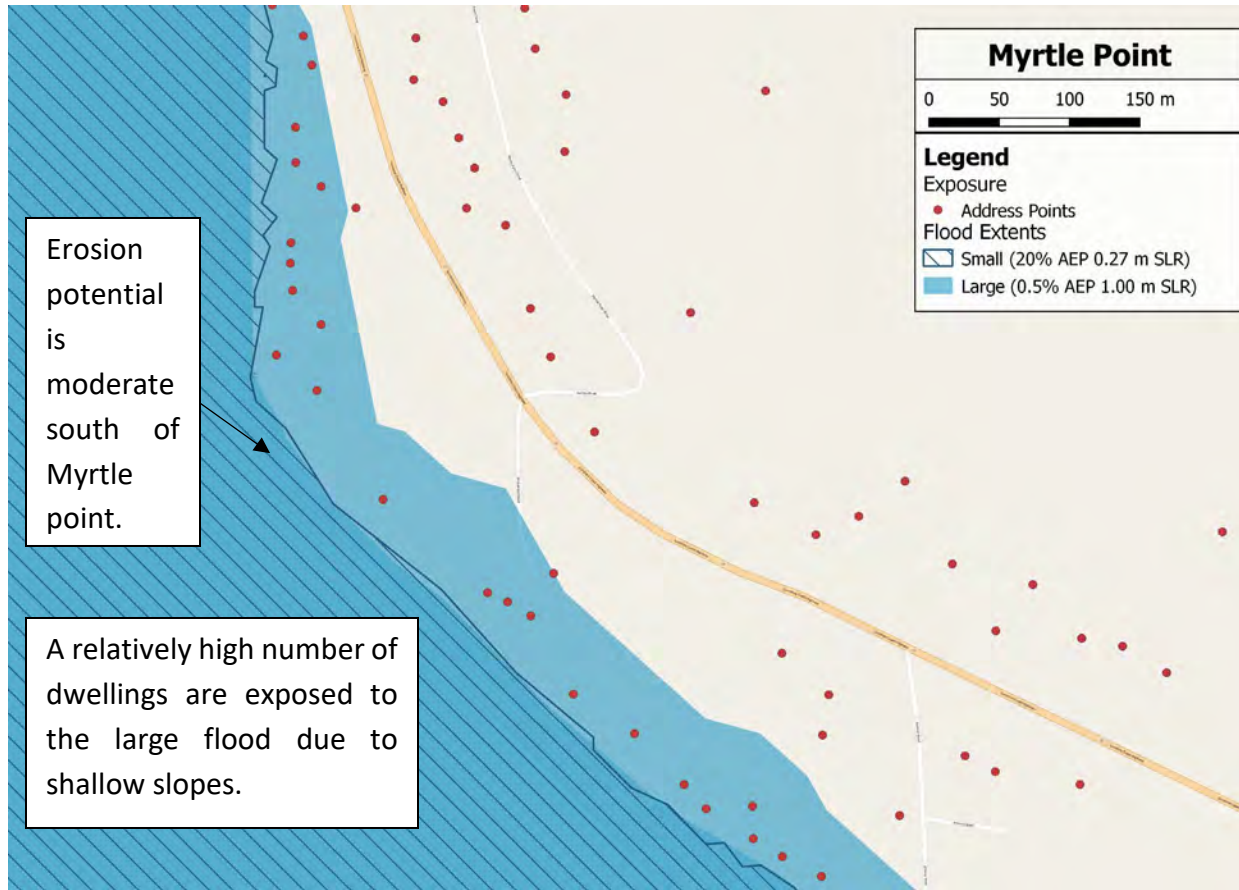 Myrtle Point
0 50 100 150 m
Legend
Exposure
Address Points
Flood Extents
Small (20% AEP 0.27 m SLR)
Large (0.5% AEP 1.00 m SLR)
Erosion
potential
is
moderate
south of
Myrtle
point.
A relatively high number of
dwellings are exposed to
the large flood due to
shallow slopes.